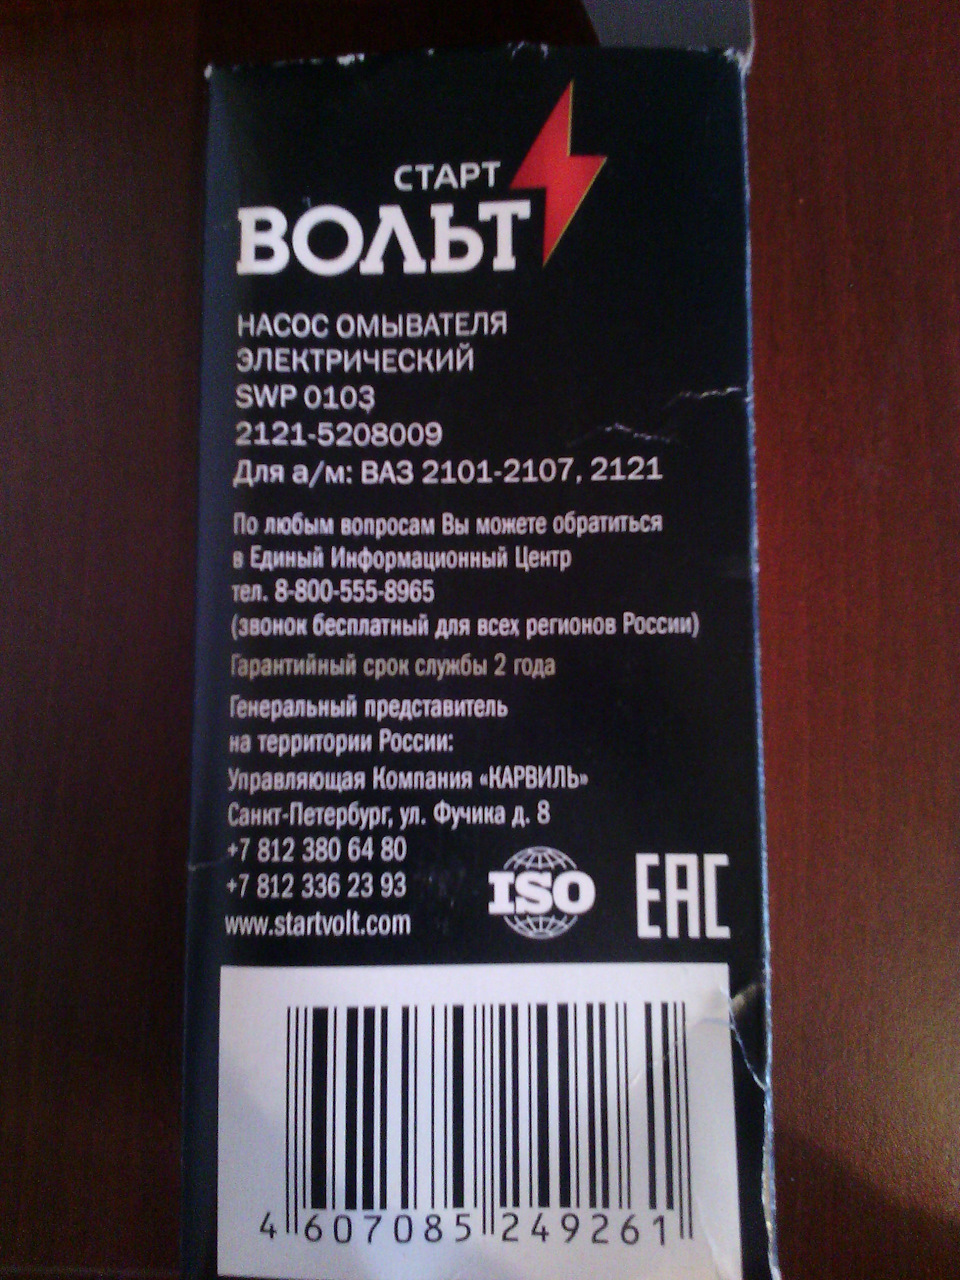 СТАРТ
ВОЛЬТ
НАСОС ОМЫВАТЕЛЯ
ЭЛЕКТРИЧЕСКИЙ
SWP 0103
2121-5208009
Для а/м: ВАЗ 2101-2107, 2121
По любым вопросам Вы можете обратиться
в Единый Информационный Центр
тел. 8-800-555-8965
(звонок бесплатный для всех регионов России)
Гарантийный срок службы 2 года
Генеральный представитель
на территории России:
Управляющая Компания «КАРВИЛЬ»
Санкт-Петербург, ул. Фучика д. 8
+7 812 380 64 80
+7 812 336 23 93
www.startvolt.com
ISO
EAC
4 607085 249261